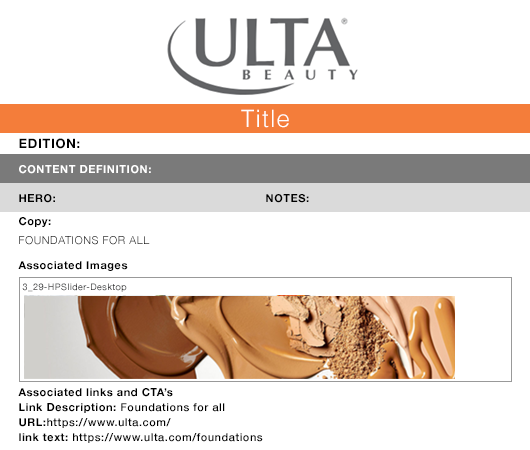 ULTA®
BEAUTY
Title
EDITION:
CONTENT DEFINITION:
HERO: NOTES:
Copy:
FOUNDATIONS FOR ALL
Associated Images
3_29-HPSlider-Desktop
Associated links and CTA's
Link Description: Foundations for all
URL:https://www.ulta.com/
link text: https://www.ulta.com/foundations